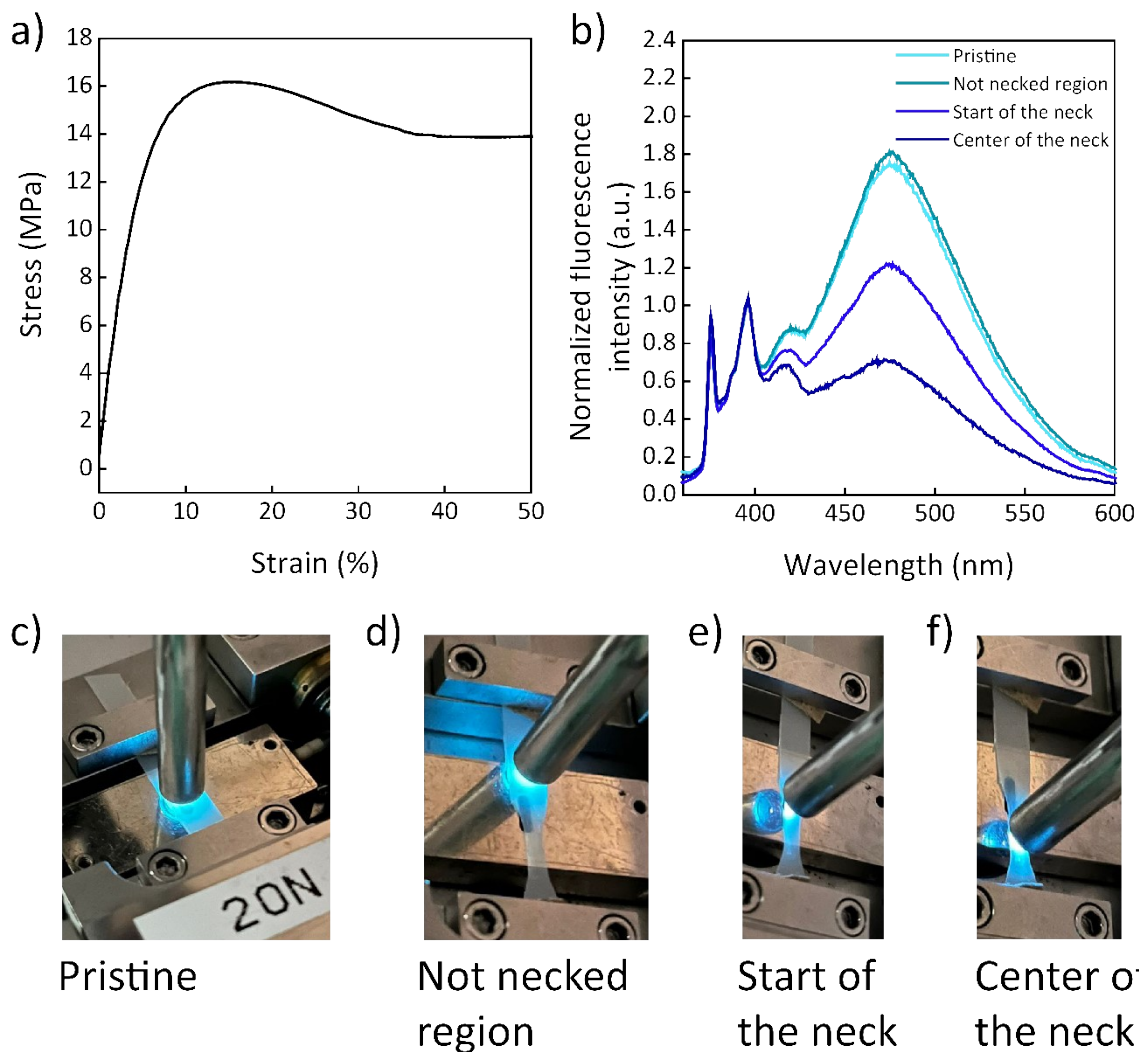 a)
18
16
14
12
10
8
6
4
2
0
Stress (MPa)
0 10 20 30 40 50
Strain (%)
b)
2.4
2.2
2.0
1.8
1.6
1.4
1.2
1.0
0.8
0.6
0.4
0.2
0.0
Normalized fluorescence
intensity (a.u.)
Pristine
Not necked region
Start of the neck
Center of the neck
400 450 500 550 600
Wavelength (nm)
c)
20N
Pristine
d)
Not necked
region
e)
Start of
the neck
f)
Center of
the neck